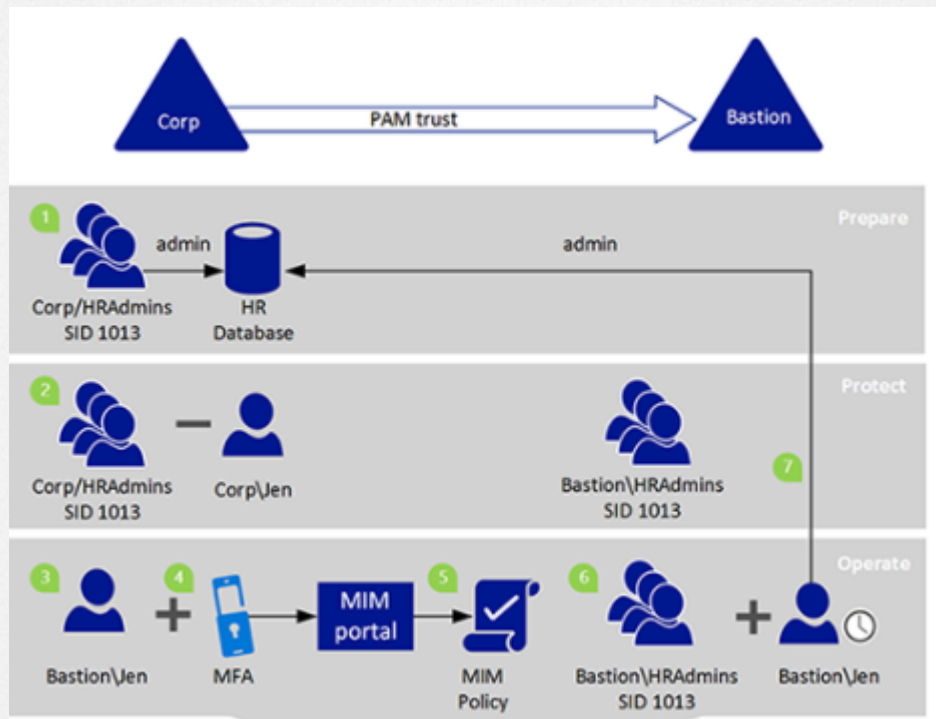 Corp
PAM trust
Bastion
Prepare
1
admin
admin
Corp/HRAdmins
SID 1013
HR
Database
Protect
2
Corp/HRAdmins
SID 1013
Corp\Jen
Bastion\HRAdmins
SID 1013
7
Operate
3
4
5
6
MIM
portal
Bastion\Jen
MFA
MIM
Policy
Bastion\HRAdmins
SID 1013
Bastion\Jen